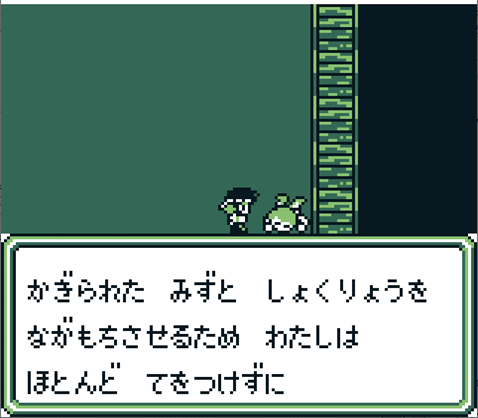 かぎられた　みずと　しょくりょうを
ながもちさせるため　わたしは
ほとんど　てをつけずに